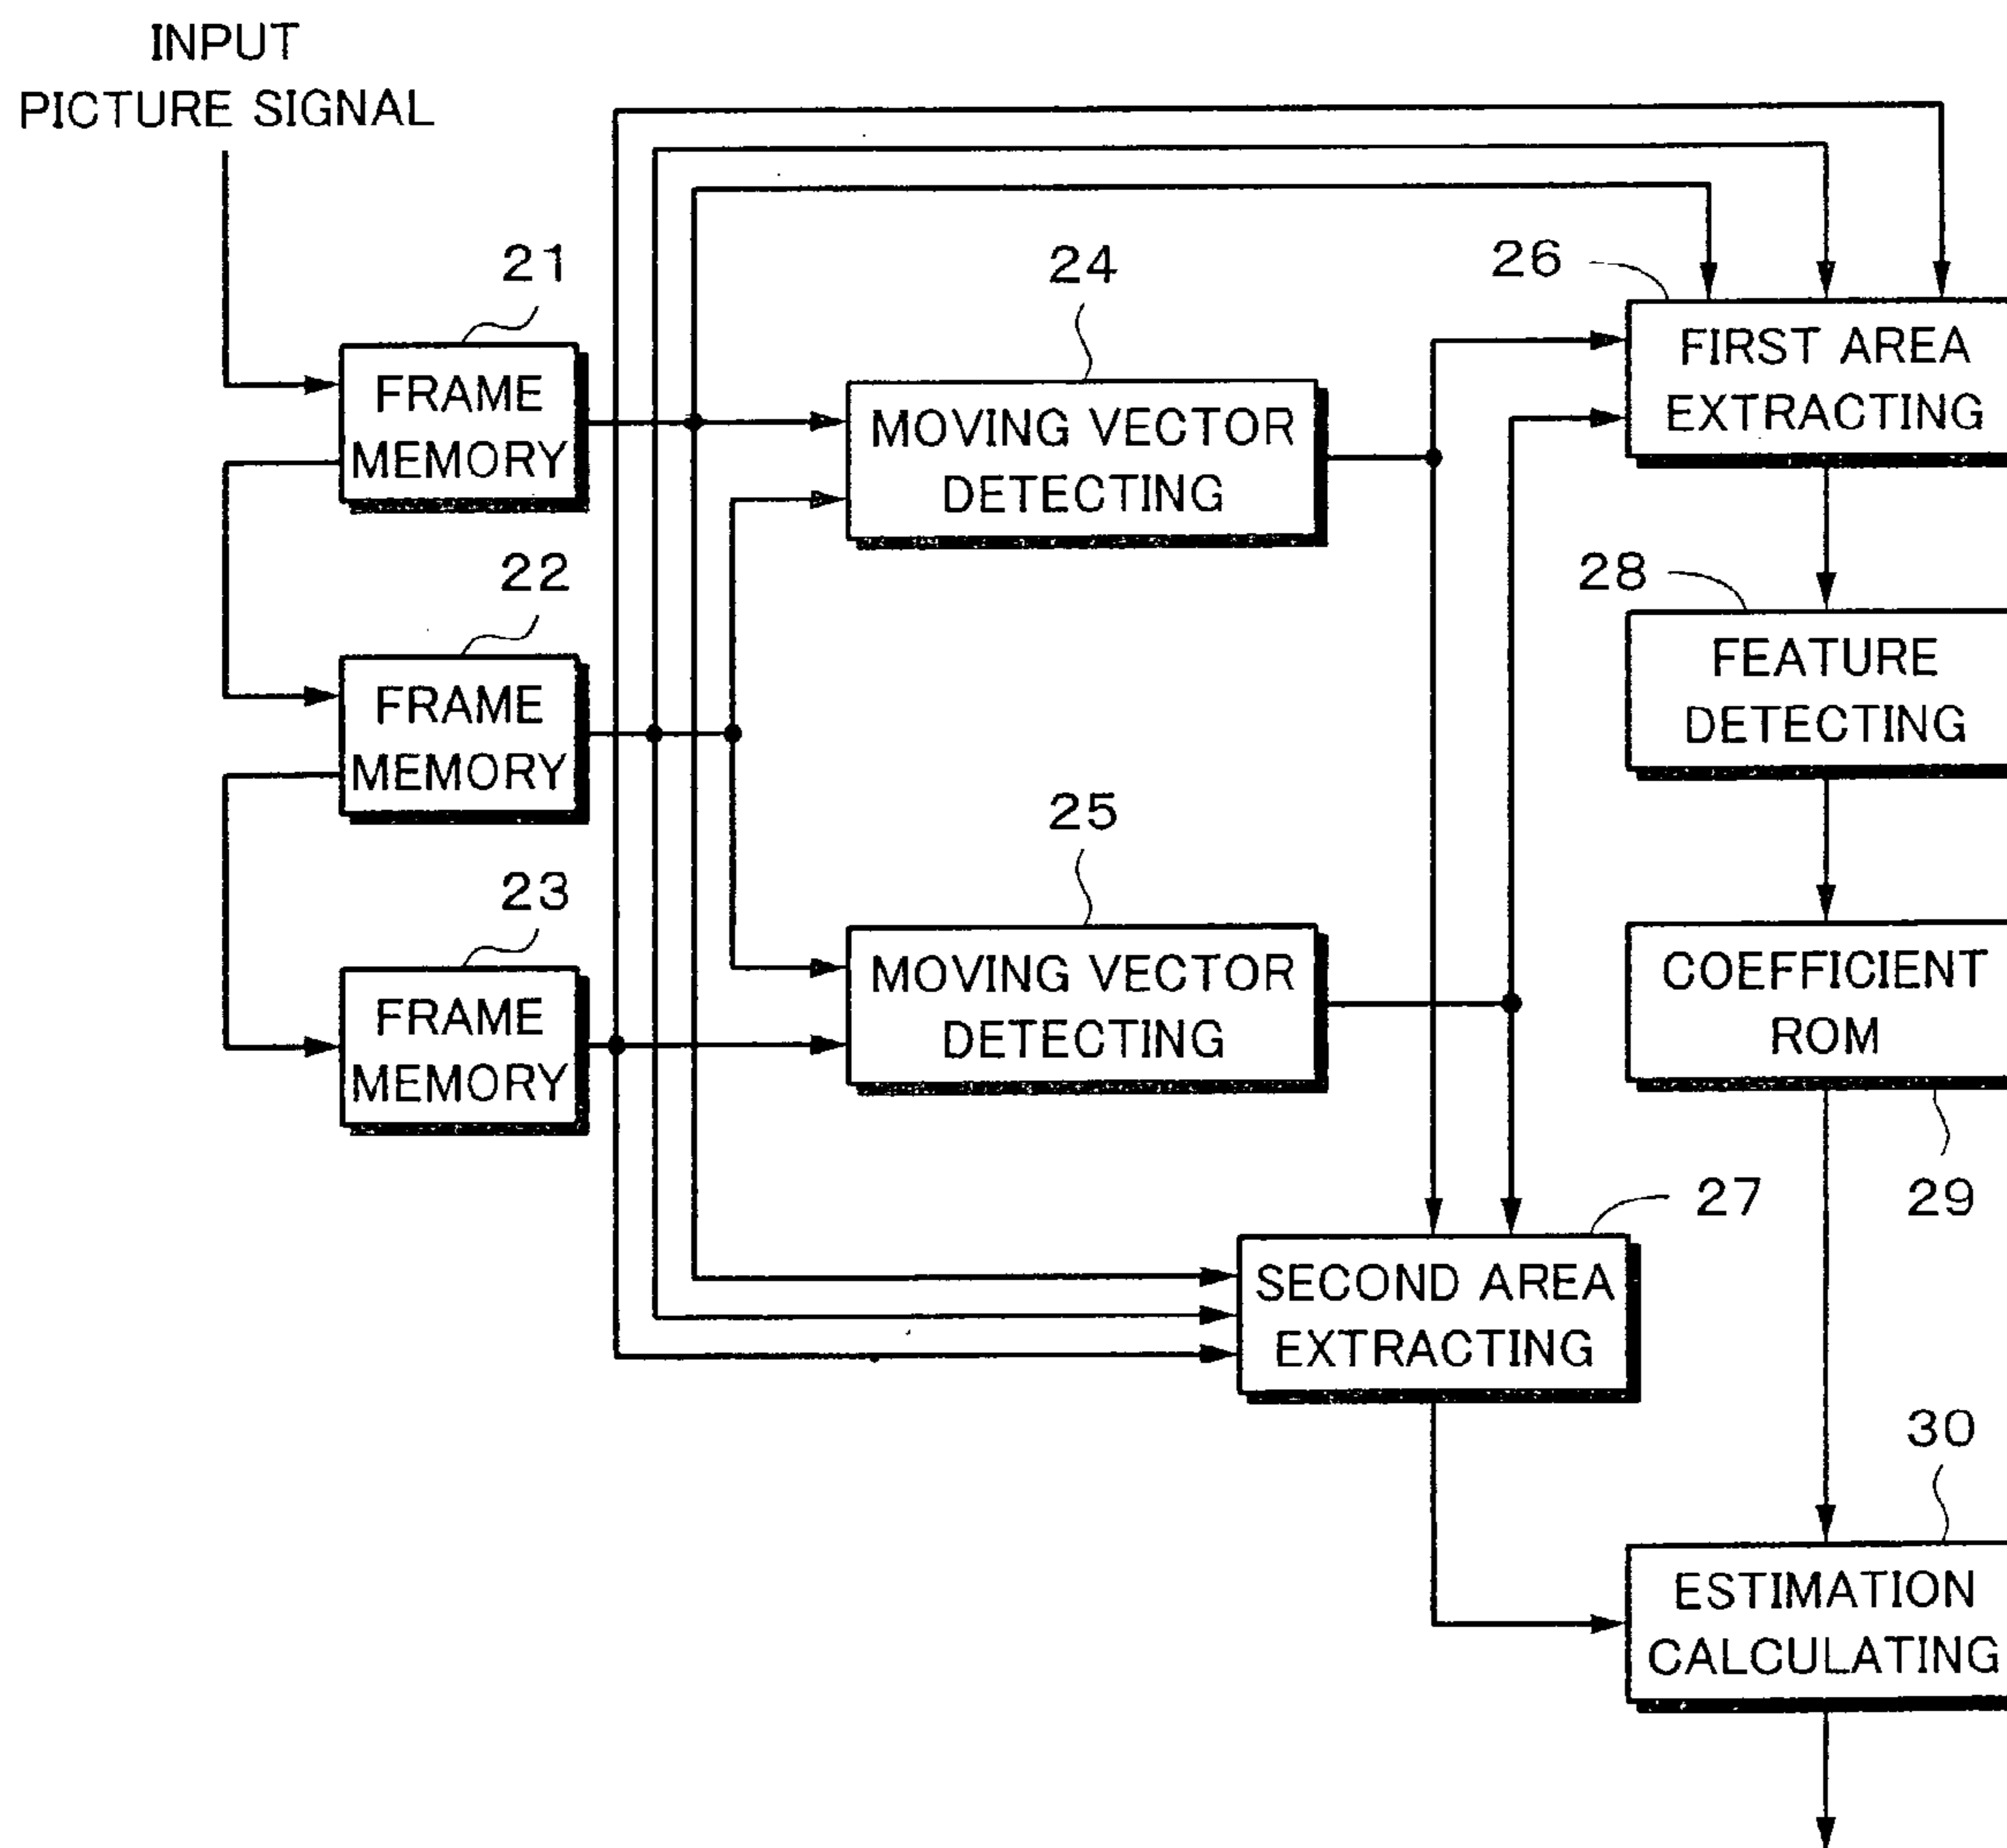 INPUT
PICTURE SIGNAL
21
FRAME
MEMORY
22
FRAME
MEMORY
23
FRAME
MEMORY
24
MOVING VECTOR
DETECTING
25
MOVING VECTOR
DETECTING
26
FIRST AREA
EXTRACTING
28
FEATURE
DETECTING
COEFFICIENT
ROM
29
27
SECOND AREA
EXTRACTING
30
ESTIMATION
CALCULATING